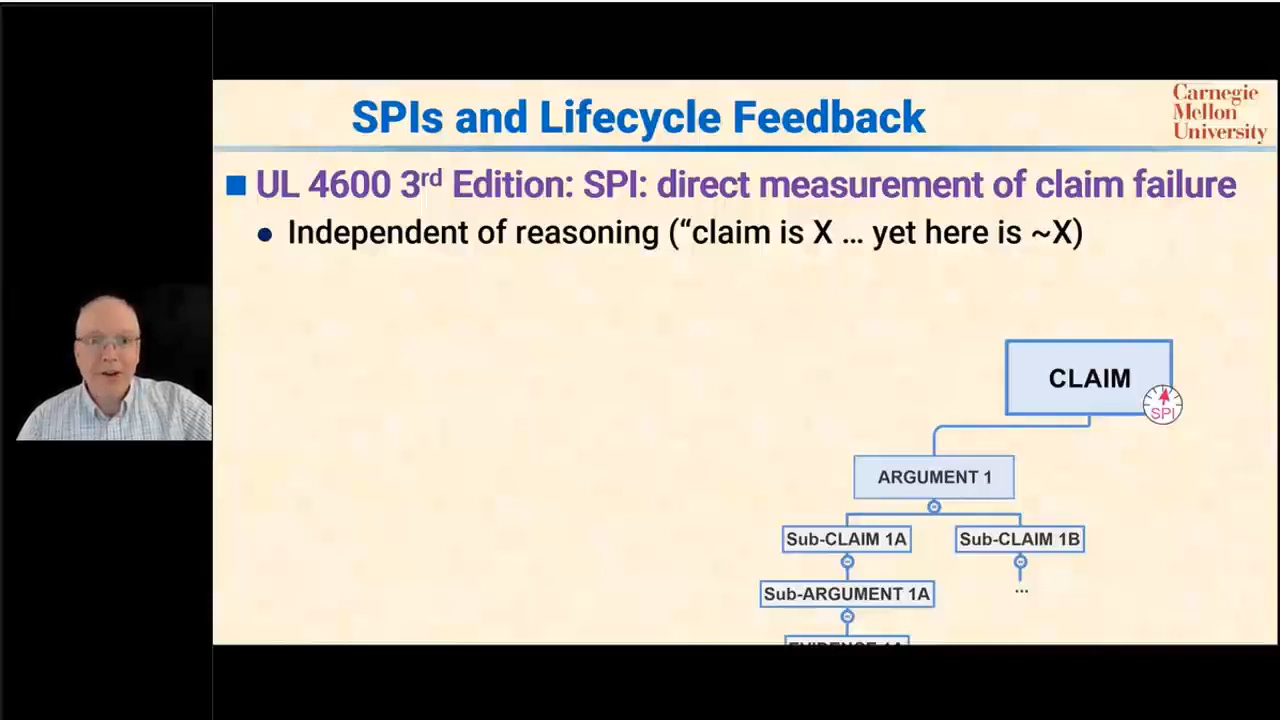 SPIs and Lifecycle Feedback
Carnegie
Mellon
University
UL 4600 3rd Edition: SPI: direct measurement of claim failure
Independent of reasoning (“claim is X ... yet here is ~X)
CLAIM
SPI
ARGUMENT 1
Sub-CLAIM 1A
Sub-CLAIM 1B
Sub-ARGUMENT 1A
...
EVIDENCE 1A